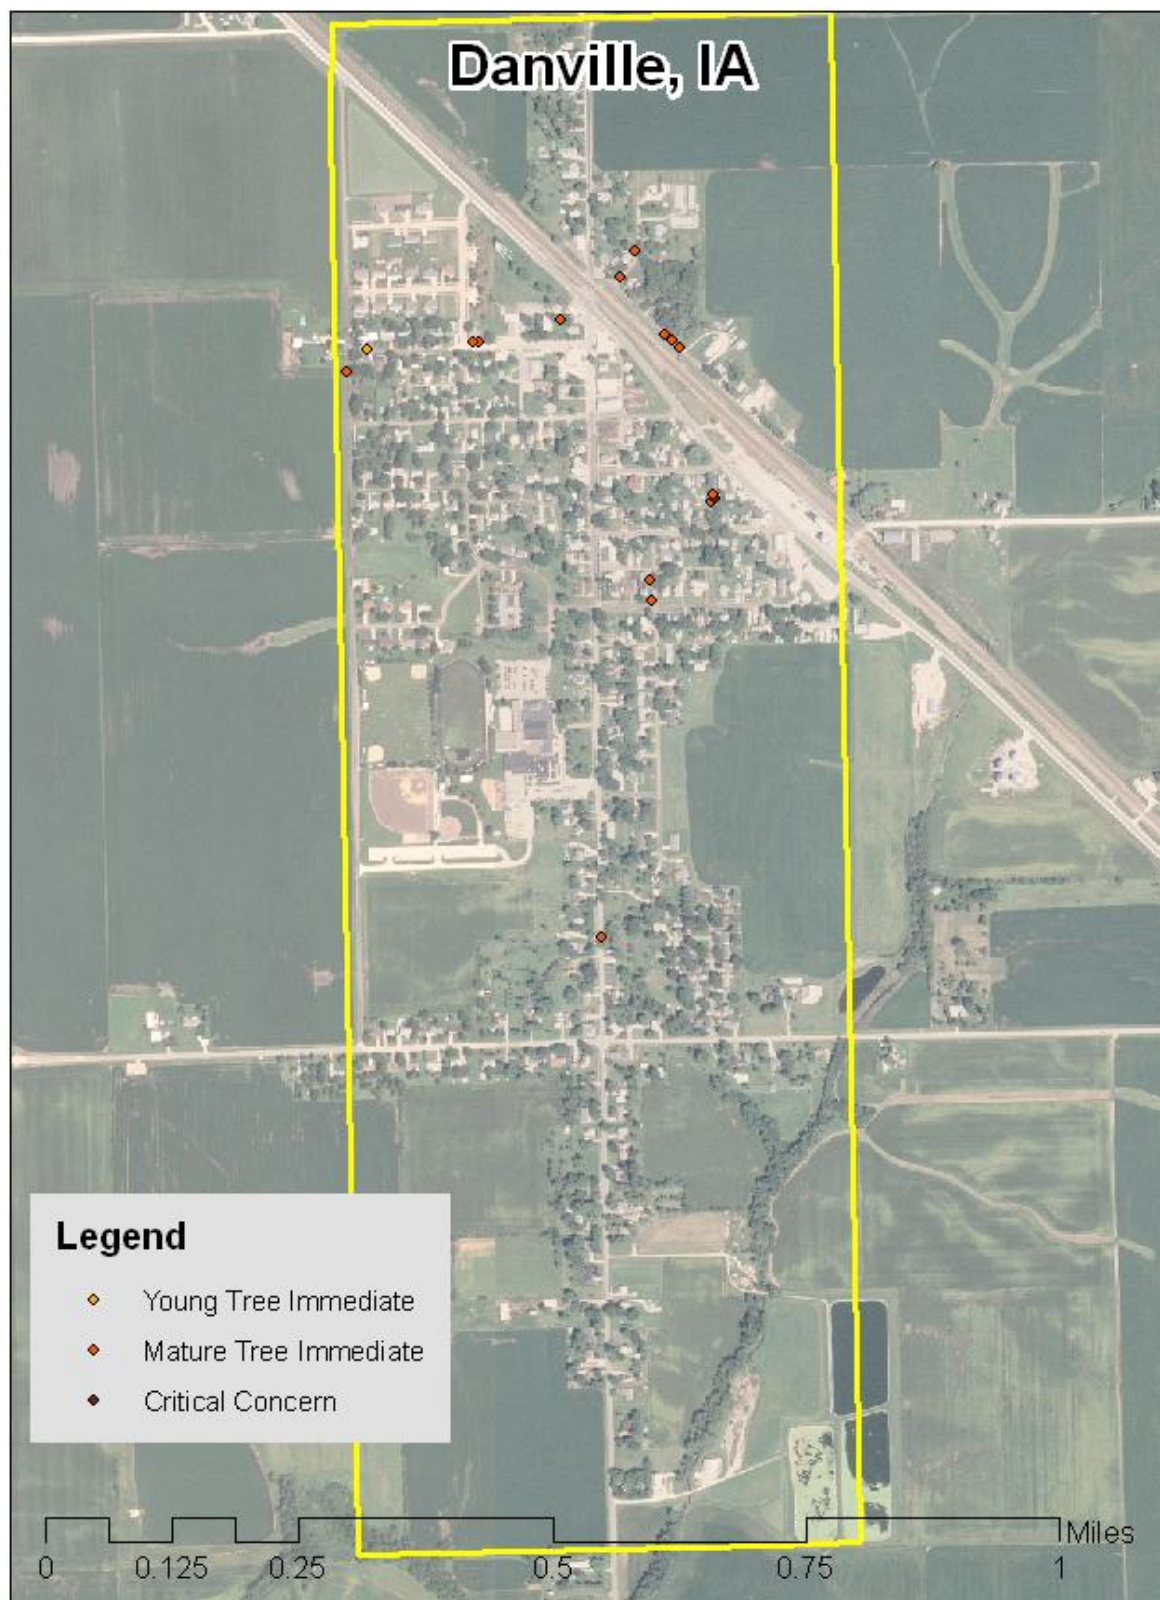 Danville, IA
Legend
Young Tree Immediate
Mature Tree Immediate
Critical Concern
Miles
0 0.125 0.25 0.5 0.75 1